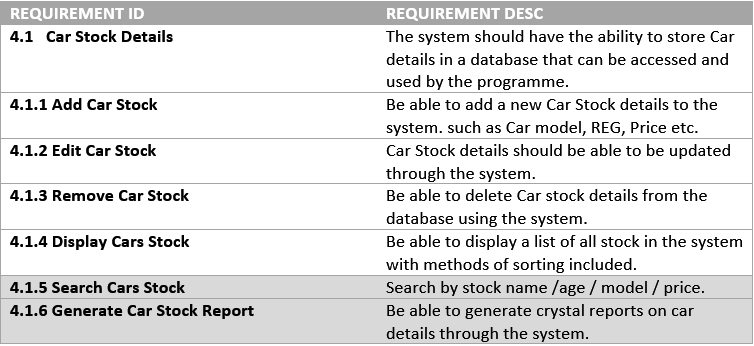 REQUIREMENT ID REQUIREMENT DESC
4.1 Car Stock Details The system should have the ability to store Car
details in a database that can be accessed and
used by the programme.
4.1.1 Add Car Stock Be able to add a new Car Stock details to the
system. such as Car model, REG, Price etc.
4.1.2 Edit Car Stock Car Stock details should be able to be updated
through the system.
4.1.3 Remove Car Stock Be able to delete Car stock details from the
database using the system.
4.1.4 Display Cars Stock Be able to display a list of all stock in the system
with methods of sorting included.
4.1.5 Search Cars Stock Search by stock name /age / model / price.
4.1.6 Generate Car Stock Report Be able to generate crystal reports on car
details through the system.